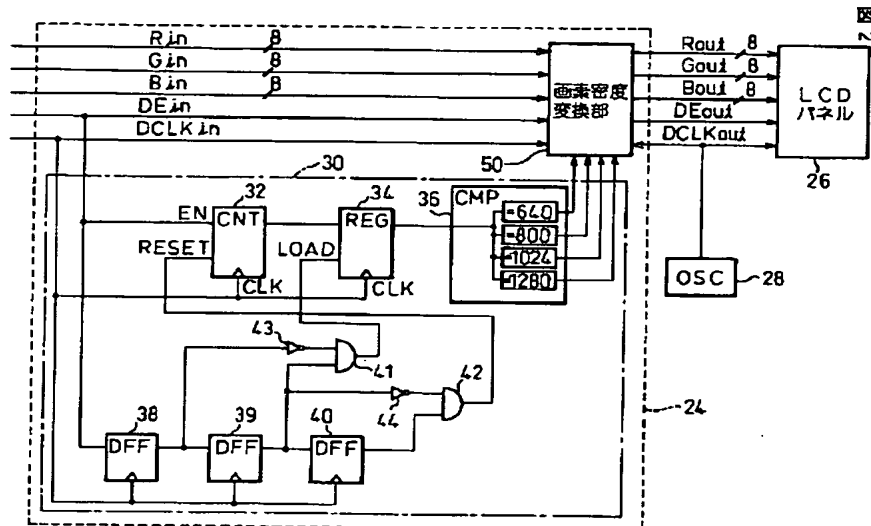 図
2
Rin 8
Gin 8
Bin 8
DEin
DCLKin
画素密度
変換部
50
Rout 8
Gout 8
Bout 8
DEout
DCLKout
LCD
パネル
26
OSC
28
30
32
EN
CNT
RESET
CLK
34
REG
LOAD
CLK
36
CMP
=640
=800
=1024
=1280
43
41
42
44
24
38
DFF
39
DFF
40
DFF